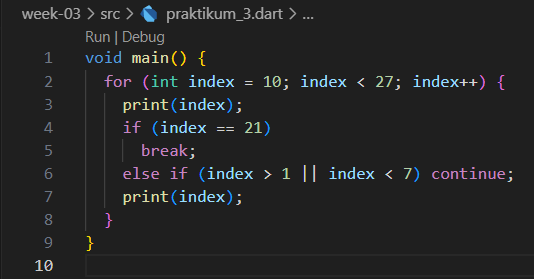 week-03 > src > praktikum_3.dart > ...
Run | Debug
1 void main() {
2   for (int index = 10; index < 27; index++) {
3     print(index);
4     if (index == 21)
5       break;
6     else if (index > 1 || index < 7) continue;
7     print(index);
8   }
9 }
10